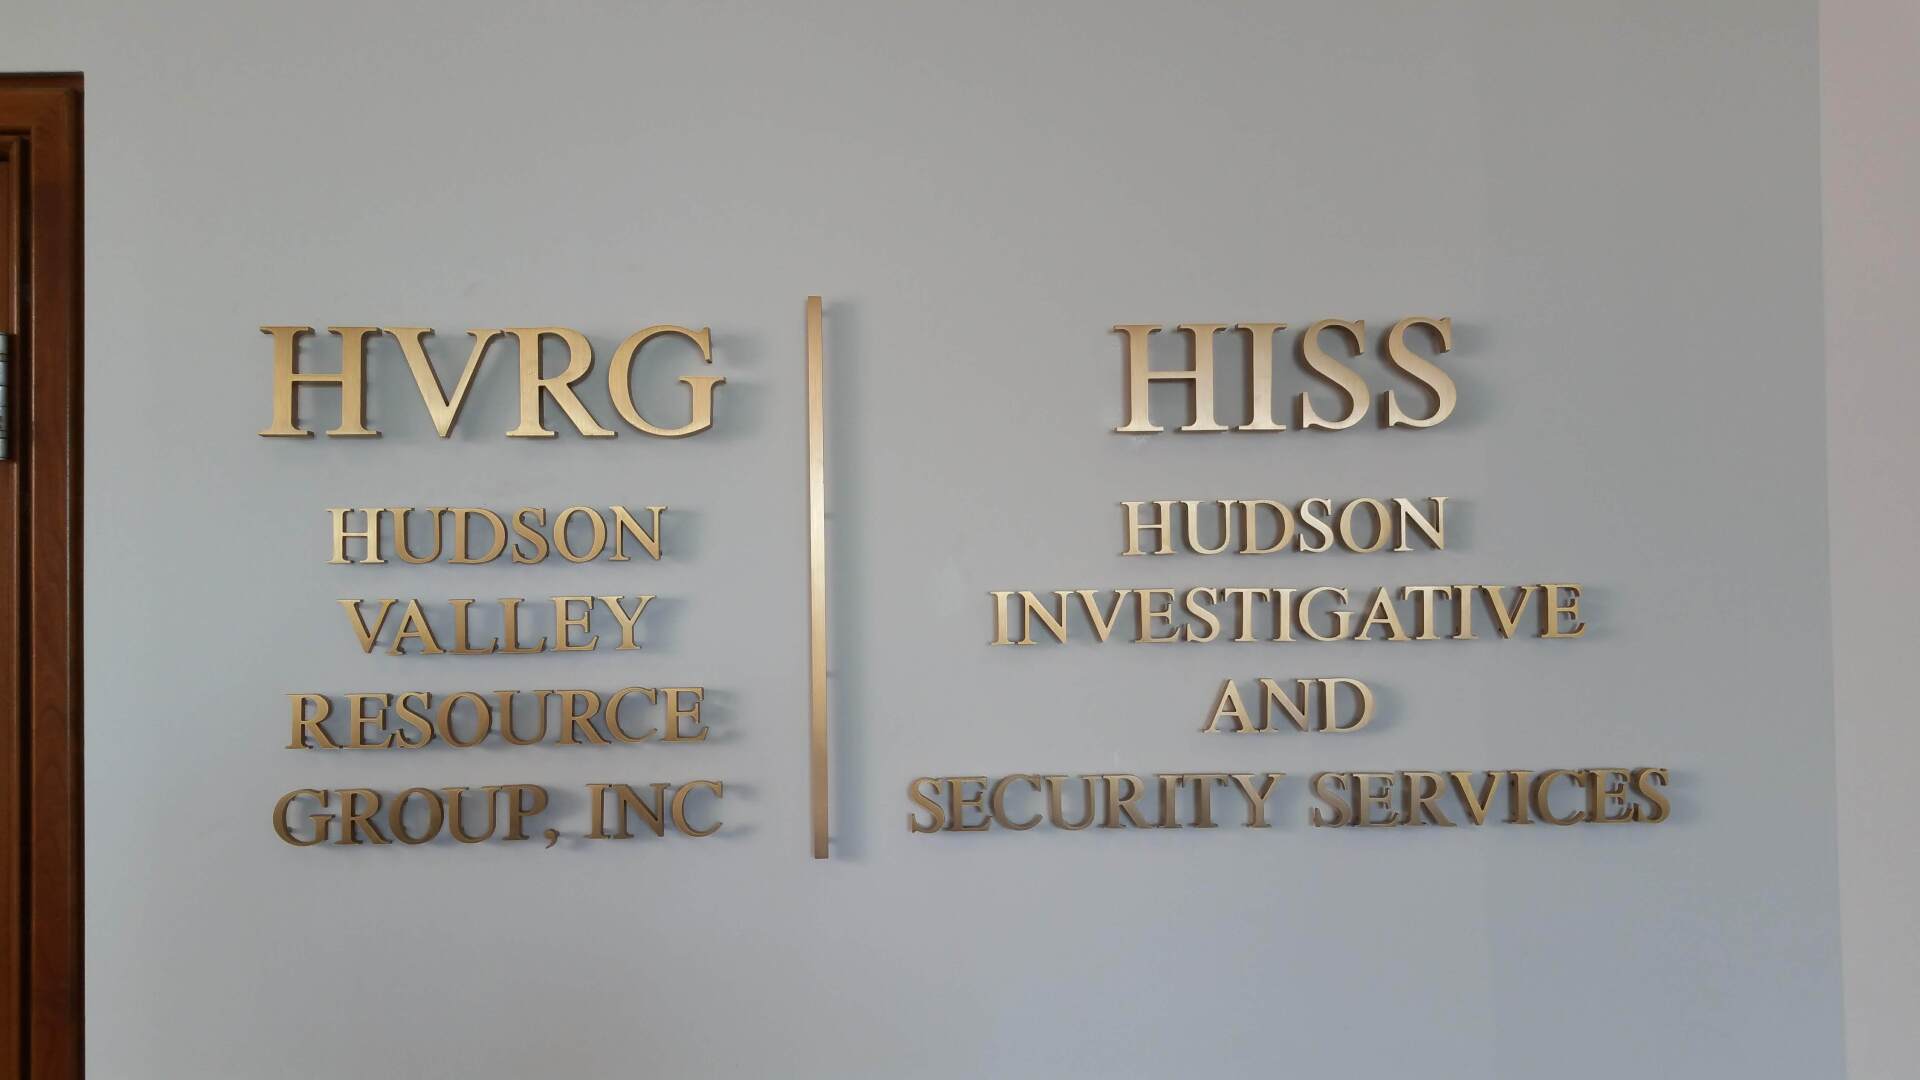 HVRG
HUDSON
VALLEY
RESOURCE
GROUP, INC
HISS
HUDSON
INVESTIGATIVE
AND
SECURITY SERVICES